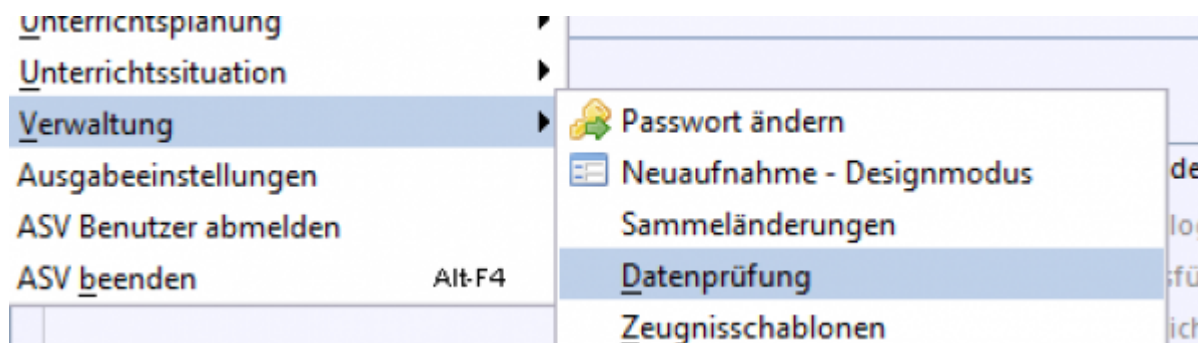 Unterrichtsplanung
Unterrichtssituation
Verwaltung
Ausgabeeinstellungen
ASV Benutzer abmelden
ASV beenden Alt-F4
Passwort ändern
Neuaufnahme - Designmodus
Sammeländerungen
Datenprüfung
Zeugnisschablonen